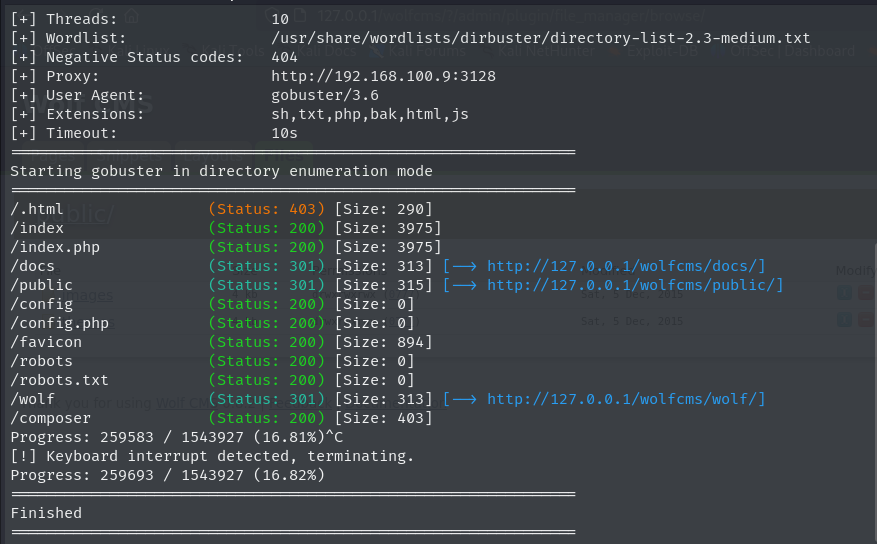 [+] Threads: 10
[+] Wordlist: /usr/share/wordlists/dirbuster/directory-list-2.3-medium.txt
[+] Negative Status codes: 404
[+] Proxy: http://192.168.100.9:3128
[+] User Agent: gobuster/3.6
[+] Extensions: sh,txt,php,bak,html,js
[+] Timeout: 10s
===============================================================
Starting gobuster in directory enumeration mode
===============================================================
/.html (Status: 403) [Size: 290]
/index (Status: 200) [Size: 3975]
/index.php (Status: 200) [Size: 3975]
/docs (Status: 301) [Size: 313] [--> http://127.0.0.1/wolfcms/docs/]
/public (Status: 301) [Size: 315] [--> http://127.0.0.1/wolfcms/public/]
/config (Status: 200) [Size: 0]
/config.php (Status: 200) [Size: 0]
/favicon (Status: 200) [Size: 894]
/robots (Status: 200) [Size: 0]
/robots.txt (Status: 200) [Size: 0]
/wolf (Status: 301) [Size: 313] [--> http://127.0.0.1/wolfcms/wolf/]
/composer (Status: 200) [Size: 403]
Progress: 259583 / 1543927 (16.81%)^C
[!] Keyboard interrupt detected, terminating.
Progress: 259693 / 1543927 (16.82%)
===============================================================
Finished
===============================================================